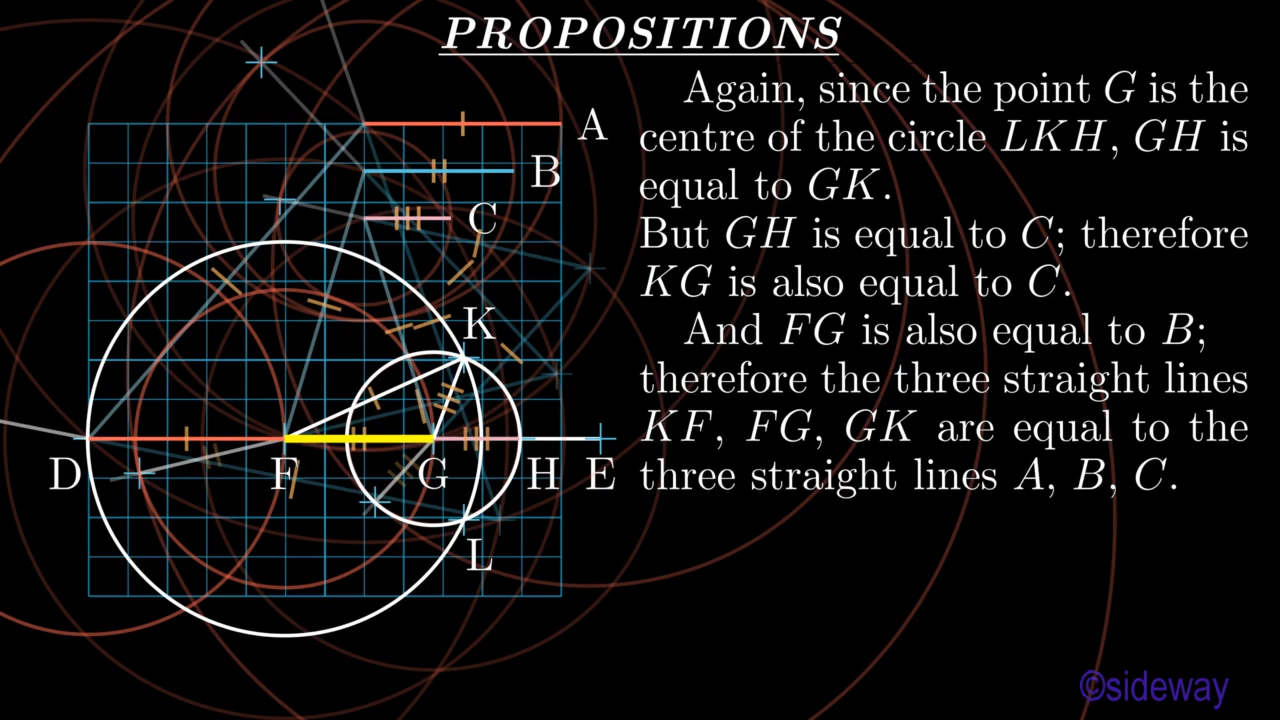 PROPOSITIONS
Again, since the point G is the
centre of the circle LKH, GH is
equal to GK.
But GH is equal to C; therefore
KG is also equal to C.
And FG is also equal to B;
therefore the three straight lines
KF, FG, GK are equal to the
three straight lines A, B, C.
A
B
C
K
D
F
G
H
E
L
©sideway